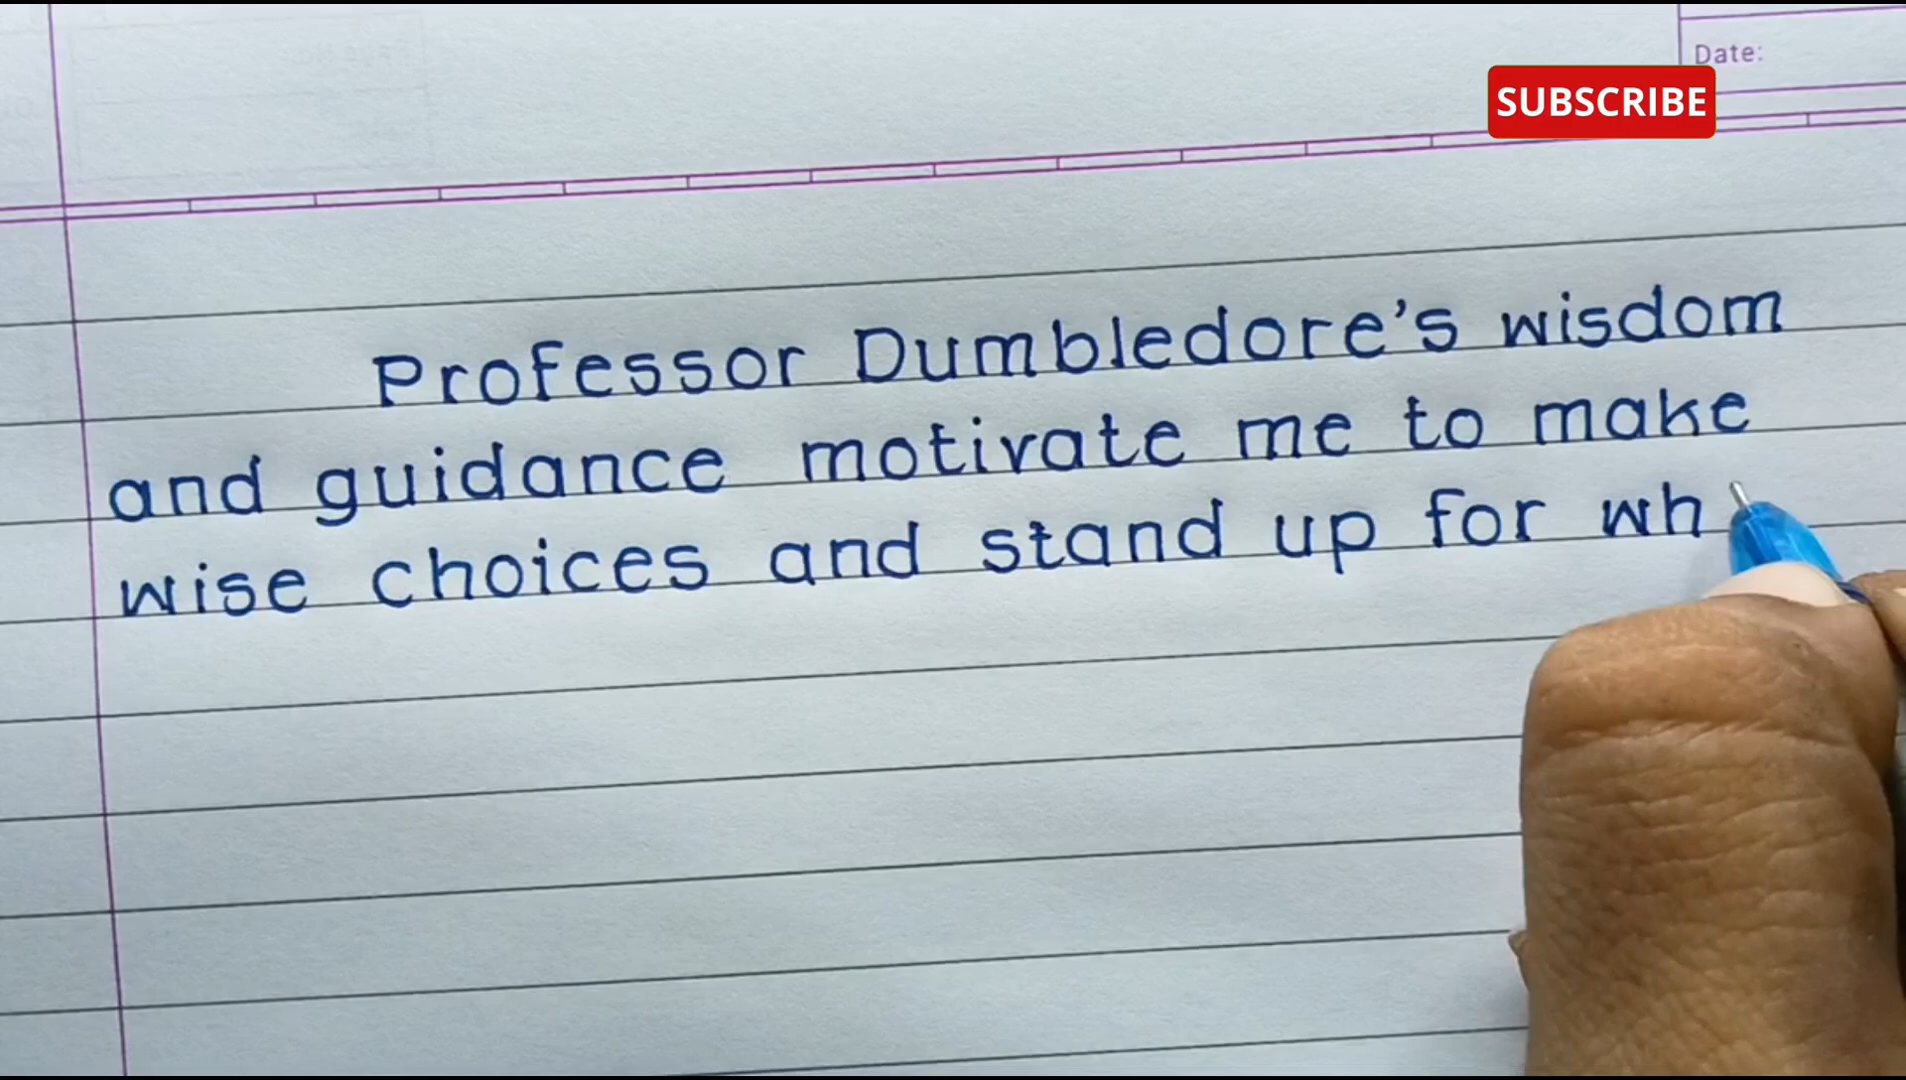 Date:
SUBSCRIBE
Professor Dumbledore's wisdom
and guidance motivate me to make
wise choices and stand up for wh